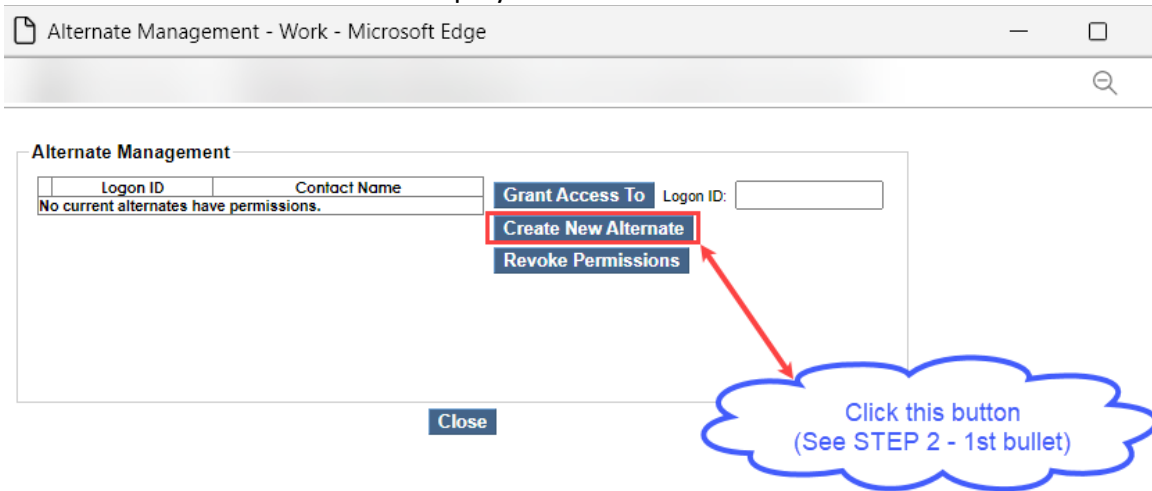 Alternate Management - Work - Microsoft Edge
Alternate Management
Logon ID Contact Name
No current alternates have permissions.
Grant Access To Logon ID:
Create New Alternate
Revoke Permissions
Close
Click this button
(See STEP 2 - 1st bullet)